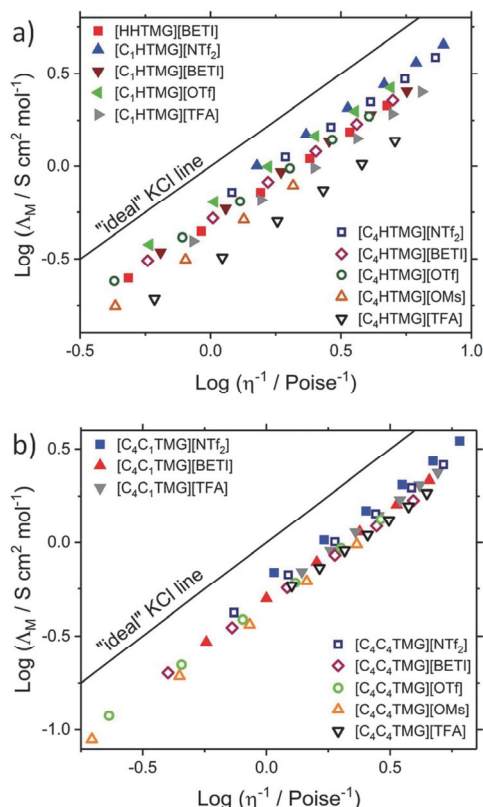 a)
[HHTMG][BETI]
[C₁HTMG][NTf₂]
[C₁HTMG][BETI]
[C₁HTMG][OTf]
[C₁HTMG][TFA]
"ideal" KCl line
[C₄HTMG][NTf₂]
[C₄HTMG][BETI]
[C₄HTMG][OTf]
[C₄HTMG][OMs]
[C₄HTMG][TFA]
Log (Λ_M / S cm² mol⁻¹)
0.5
0.0
-0.5
-0.5 0.0 0.5 1.0
Log (η⁻¹ / Poise⁻¹)
b)
[C₄C₁TMG][NTf₂]
[C₄C₁TMG][BETI]
[C₄C₁TMG][TFA]
"ideal" KCl line
[C₄C₄TMG][NTf₂]
[C₄C₄TMG][BETI]
[C₄C₄TMG][OTf]
[C₄C₄TMG][OMs]
[C₄C₄TMG][TFA]
Log (Λ_M / S cm² mol⁻¹)
0.5
0.0
-0.5
-1.0
-0.5 0.0 0.5
Log (η⁻¹ / Poise⁻¹)